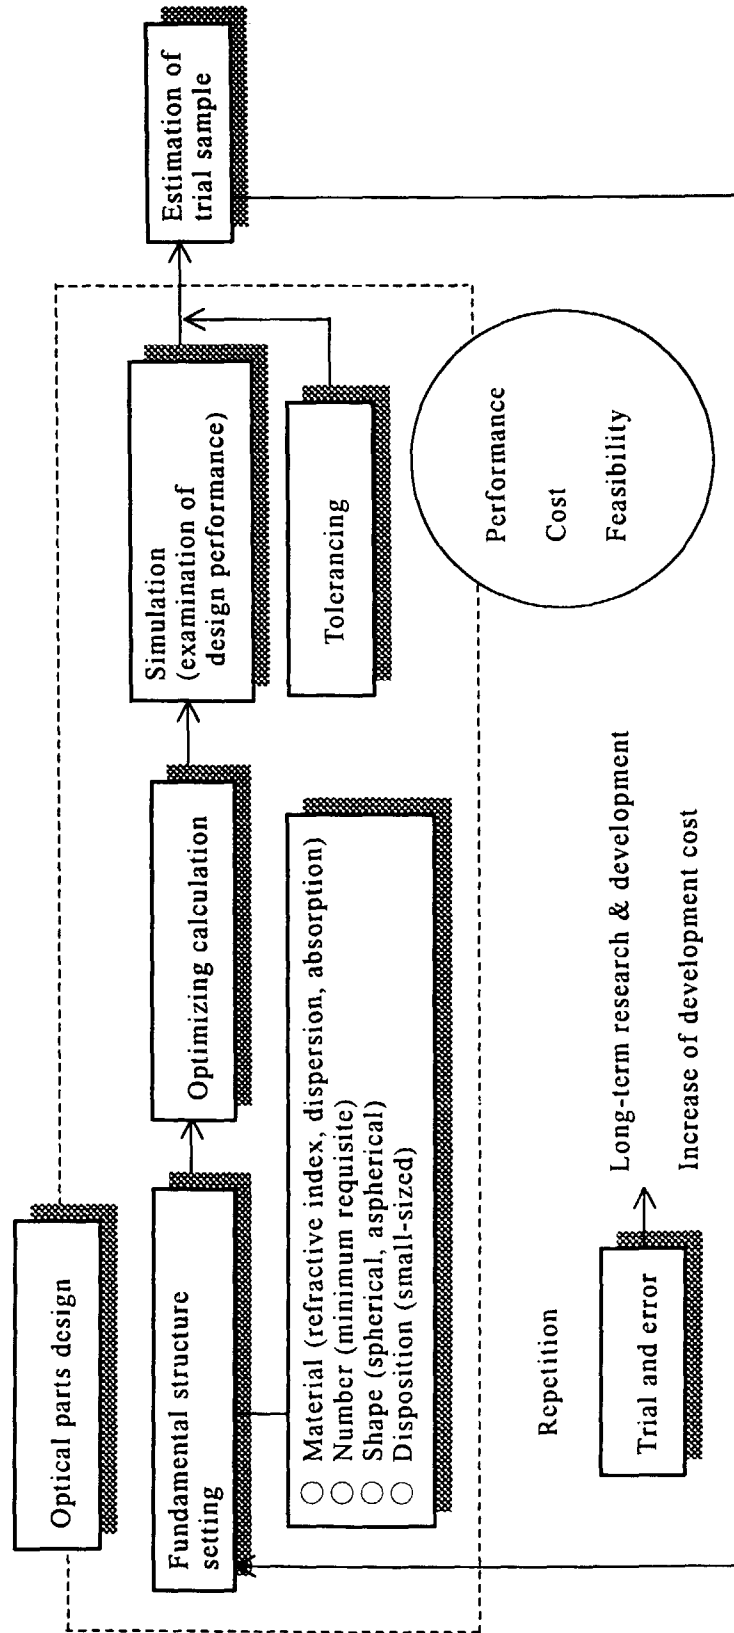 Optical parts design
Fundamental structure
setting
Optimizing calculation
Simulation
(examination of
design performance)
Estimation of
trial sample
○ Material (refractive index, dispersion, absorption)
○ Number (minimum requisite)
○ Shape (spherical, aspherical)
○ Disposition (small-sized)
Tolerancing
Performance
Cost
Feasibility
Repetition
Trial and error
Long-term research & development
Increase of development cost